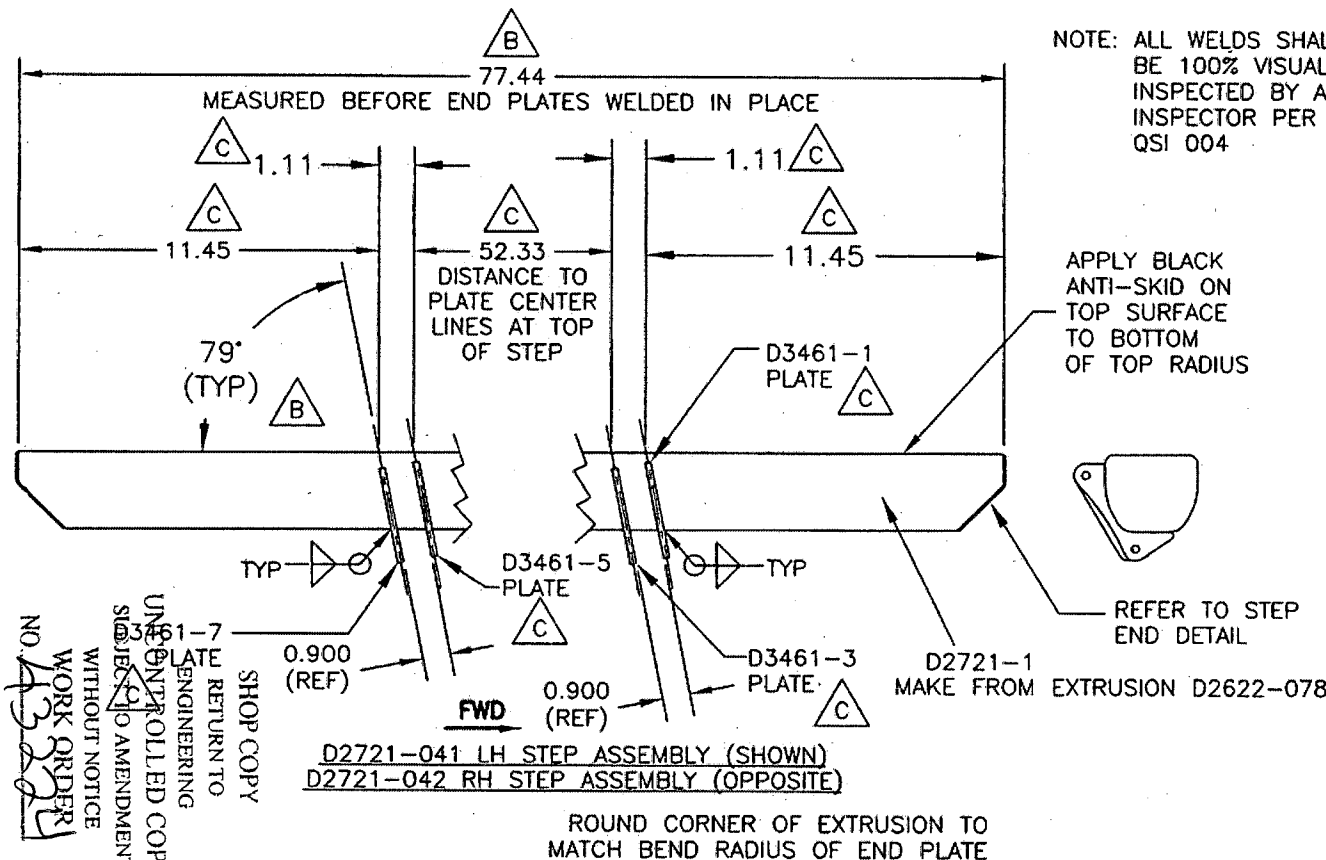 NOTE: ALL WELDS SHAL
BE 100% VISUAL
INSPECTED BY A
INSPECTOR PER
QSI 004
B
77.44
MEASURED BEFORE END PLATES WELDED IN PLACE
C
1.11
1.11
C
C
11.45
C
52.33
DISTANCE TO
PLATE CENTER
LINES AT TOP
OF STEP
C
11.45
APPLY BLACK
ANTI-SKID ON
TOP SURFACE
TO BOTTOM
OF TOP RADIUS
79°
(TYP)
B
D3461-1
PLATE
C
TYP
D3461-5
PLATE
C
TYP
REFER TO STEP
END DETAIL
D3461-7
PLATE
C
0.900
(REF)
0.900
(REF)
D3461-3
PLATE
C
D2721-1
MAKE FROM EXTRUSION D2622-078
FWD
D2721-041 LH STEP ASSEMBLY (SHOWN)
D2721-042 RH STEP ASSEMBLY (OPPOSITE)
ROUND CORNER OF EXTRUSION TO
MATCH BEND RADIUS OF END PLATE
SHOP COPY
RETURN TO
ENGINEERING
UNCONTROLLED COP
SUBJECT TO AMENDMENT
WITHOUT NOTICE
WORK ORDER
NO.